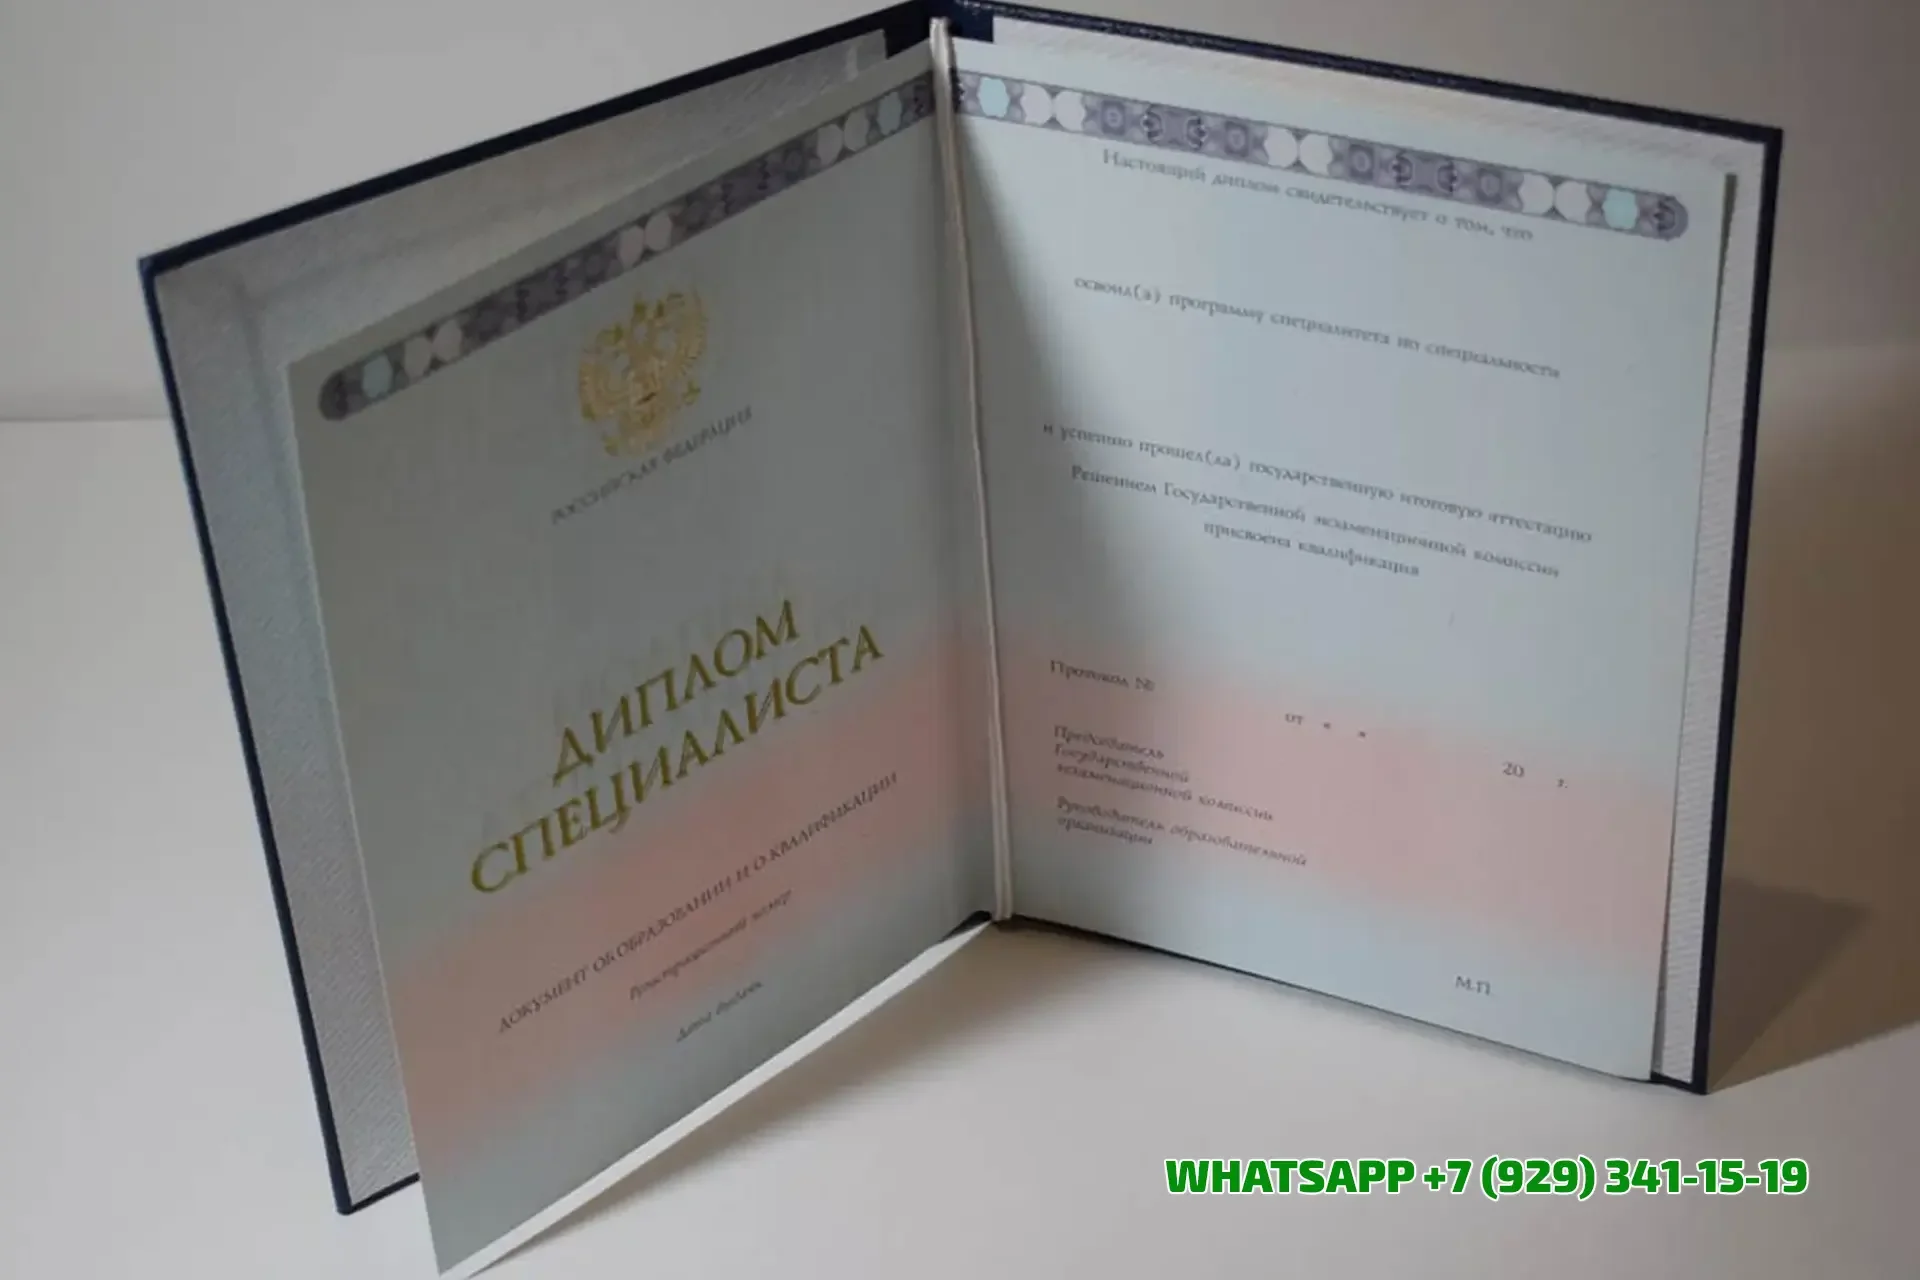 РОССИЙСКАЯ ФЕДЕРАЦИЯ
ДИПЛОМ
СПЕЦИАЛИСТА
ДОКУМЕНТ ОБ ОБРАЗОВАНИИ И О КВАЛИФИКАЦИИ
Регистрационный номер
Дата выдачи
Настоящий диплом свидетельствует о том, что
освоил(а) программу специалитета по специальности
и успешно прошел(ла) государственную итоговую аттестацию
Решением Государственной экзаменационной комиссии
присвоена квалификация
Протокол №
от « »
20 г.
Председатель
Государственной
экзаменационной комиссии
Руководитель образовательной
организации
М.П.
WHATSAPP +7 (929) 341-15-19